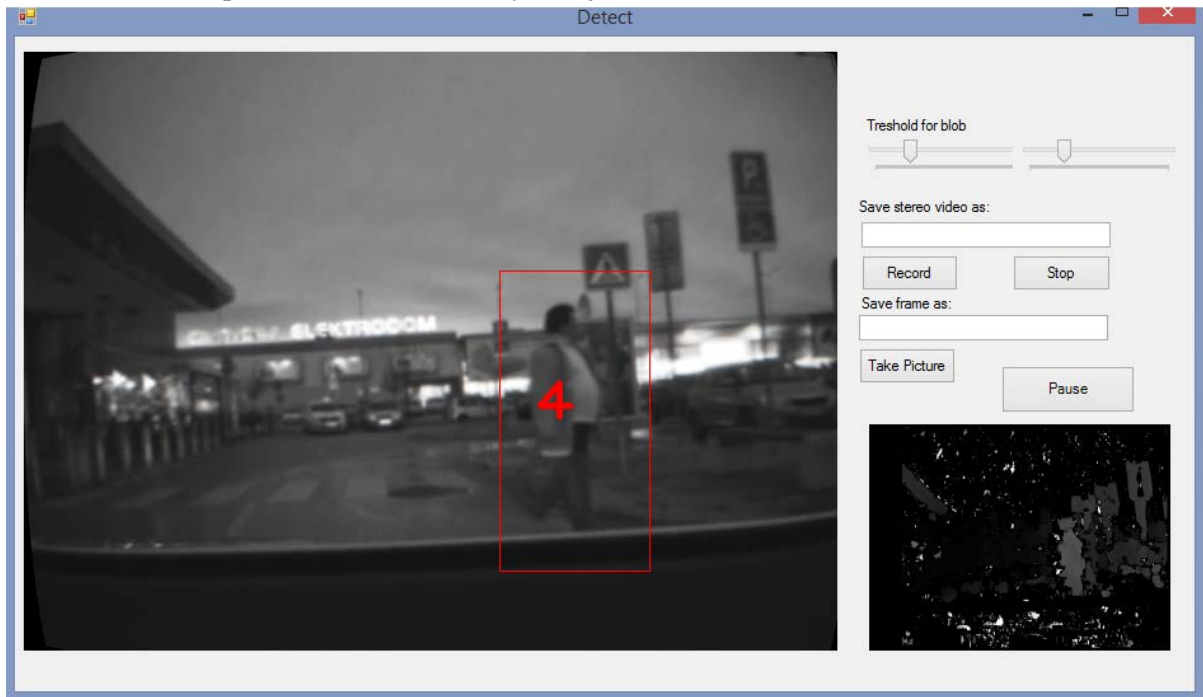 Detect
Treshold for blob
Save stereo video as:
Record
Stop
Save frame as:
Take Picture
Pause
ELEKTRODOM
P
4